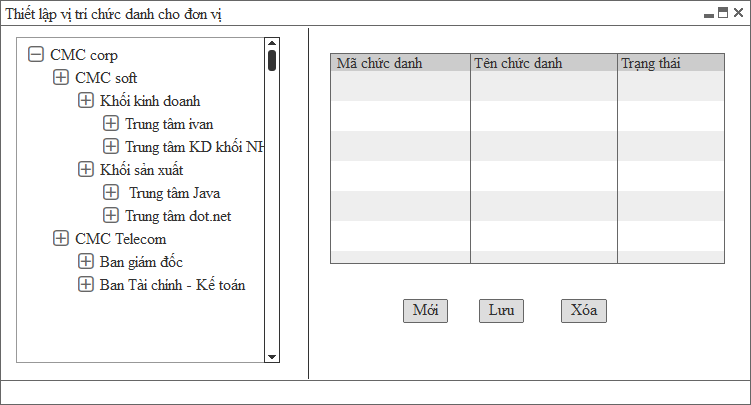 Thiết lập vị trí chức danh cho đơn vị
CMC corp
CMC soft
Khối kinh doanh
Trung tâm ivan
Trung tâm KD khối NH
Khối sản xuất
Trung tâm Java
Trung tâm dot.net
CMC Telecom
Ban giám đốc
Ban Tài chinh - Kế toán
Mã chức danh Tên chức danh Trạng thái
Mới Lưu Xóa